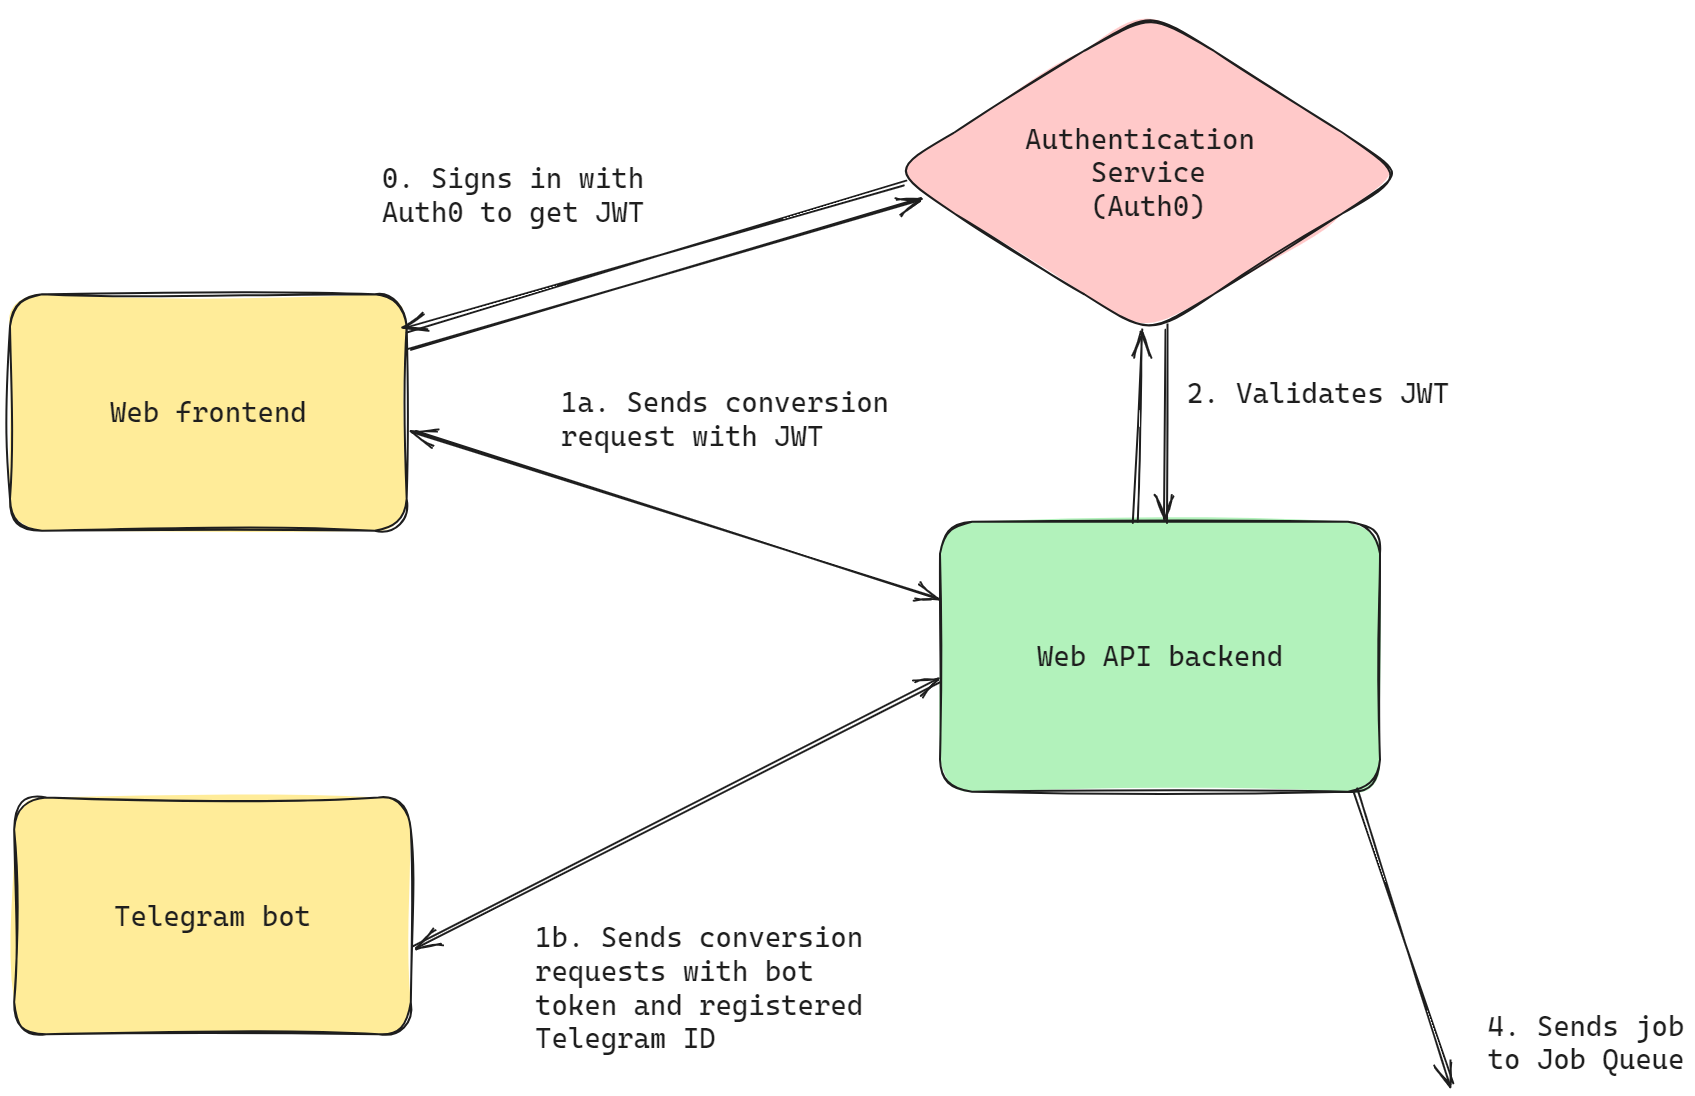 Authentication
Service
(Auth0)
0. Signs in with
Auth0 to get JWT
Web frontend
1a. Sends conversion
request with JWT
2. Validates JWT
Web API backend
Telegram bot
1b. Sends conversion
requests with bot
token and registered
Telegram ID
4. Sends job
to Job Queue